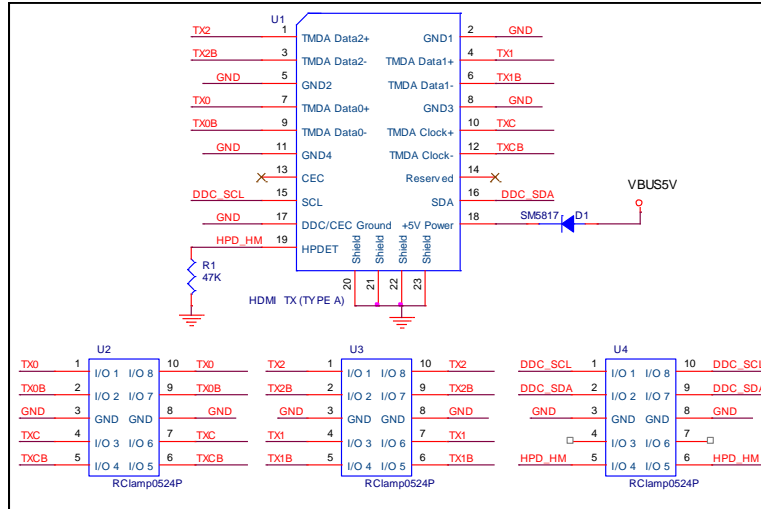 U1
TX2 1 TMDA Data2+ GND1 2 GND
TX2B 3 TMDA Data2- TMDA Data1+ 4 TX1
GND 5 GND2 TMDA Data1- 6 TX1B
TX0 7 TMDA Data0+ GND3 8 GND
TX0B 9 TMDA Data0- TMDA Clock+ 10 TXC
GND 11 GND4 TMDA Clock- 12 TXCB
13 CEC Reserved 14
DDC_SCL 15 SCL SDA 16 DDC_SDA
GND 17 DDC/CEC Ground +5V Power 18
HPD_HM 19 HPDET
VBUS5V
SM5817 D1
Shield Shield Shield Shield
20 21 22 23
R1
47K
HDMI TX (TYPE A)
U2
TX0 1 I/O 1 I/O 8 10 TX0
TX0B 2 I/O 2 I/O 7 9 TX0B
GND 3 GND GND 8 GND
TXC 4 I/O 3 I/O 6 7 TXC
TXCB 5 I/O 4 I/O 5 6 TXCB
RClamp0524P
U3
TX2 1 I/O 1 I/O 8 10 TX2
TX2B 2 I/O 2 I/O 7 9 TX2B
GND 3 GND GND 8 GND
TX1 4 I/O 3 I/O 6 7 TX1
TX1B 5 I/O 4 I/O 5 6 TX1B
RClamp0524P
U4
DDC_SCL 1 I/O 1 I/O 8 10 DDC_SCL
DDC_SDA 2 I/O 2 I/O 7 9 DDC_SDA
GND 3 GND GND 8 GND
4 I/O 3 I/O 6 7
HPD_HM 5 I/O 4 I/O 5 6 HPD_HM
RClamp0524P